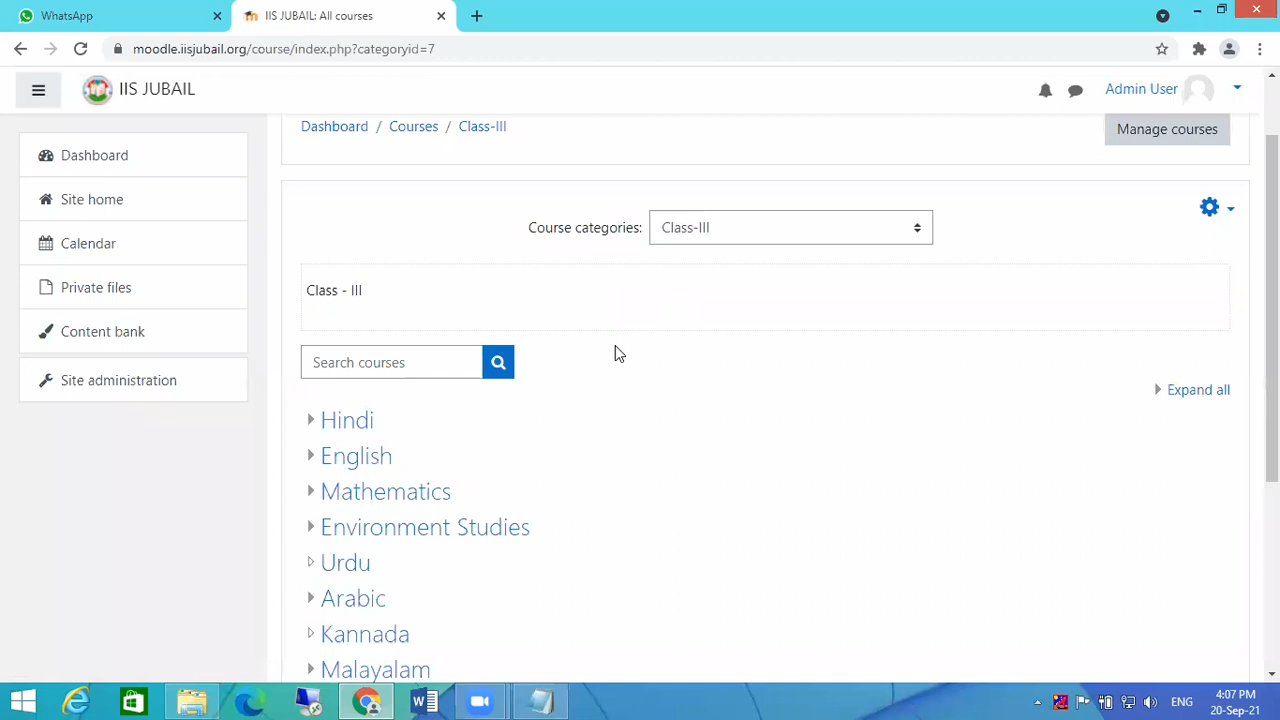 WhatsApp
IIS JUBAIL: All courses
moodle.iisjubail.org/course/index.php?categoryid=7
IIS JUBAIL
Admin User
Dashboard / Courses / Class-III
Manage courses
Dashboard
Site home
Calendar
Private files
Content bank
Site administration
Course categories: Class-III
Class - III
Search courses
Expand all
Hindi
English
Mathematics
Environment Studies
Urdu
Arabic
Kannada
Malayalam
ENG
4:07 PM
20-Sep-21